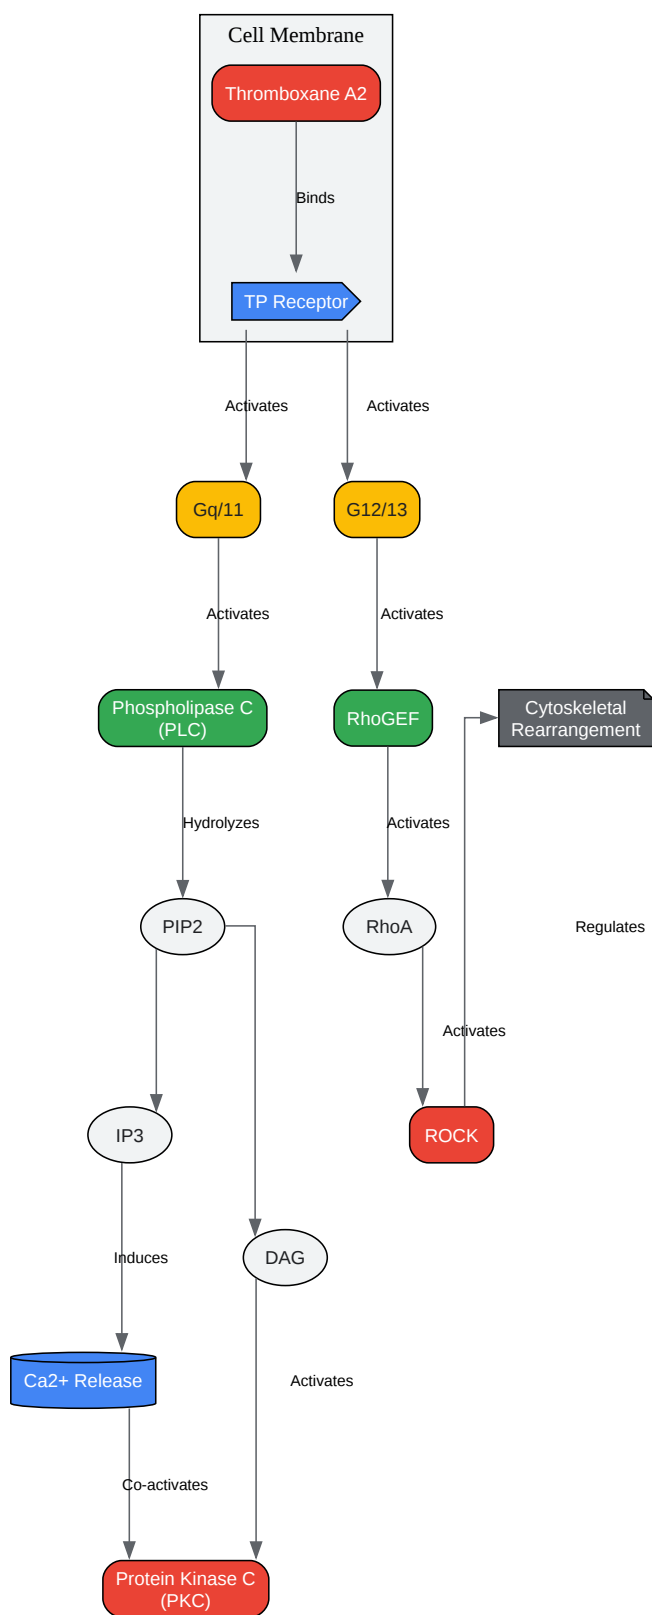 Cell Membrane
Thromboxane A2
Binds
TP Receptor
Activates
Activates
Gq/11
G12/13
Activates
Activates
Phospholipase C
(PLC)
RhoGEF
Cytoskeletal
Rearrangement
Hydrolyzes
Activates
PIP2
RhoA
Regulates
Activates
IP3
ROCK
Induces
DAG
Ca2+ Release
Activates
Co-activates
Protein Kinase C
(PKC)